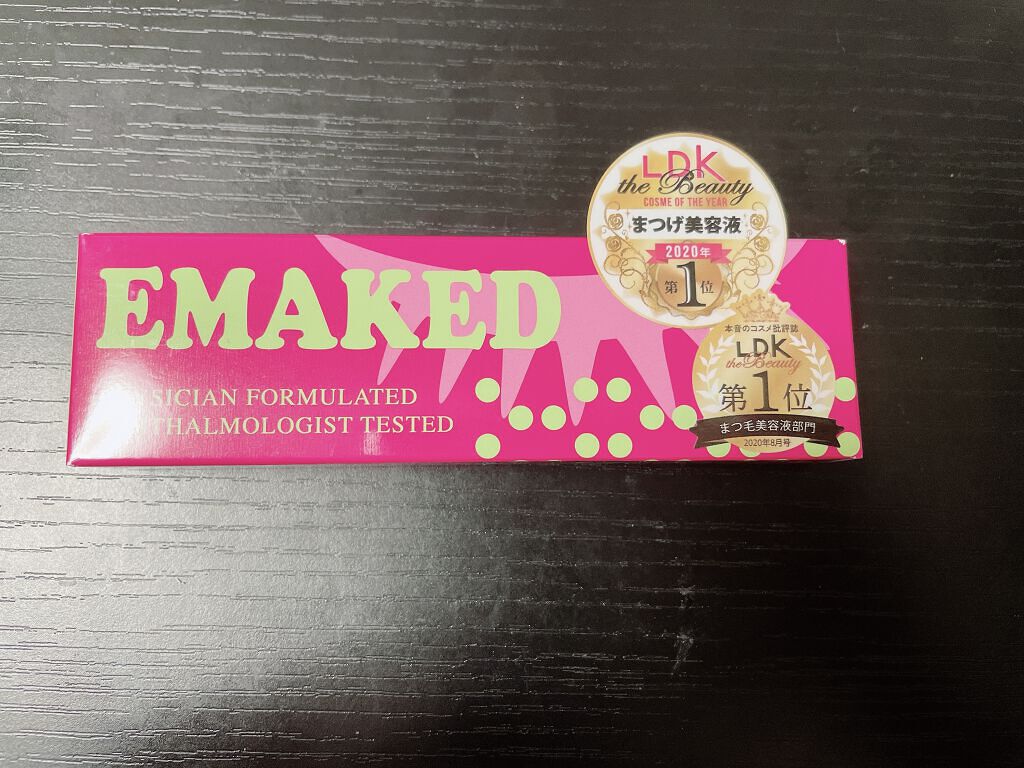 EMAKED
SICIAN FORMULATED
THALMOLOGIST TESTED
LDK
the Beauty
COSME OF THE YEAR
まつげ美容液
2020年
第1位
本音のコスメ批評誌
LDK
the Beauty
第1位
まつ毛美容液部門
2020年8月号